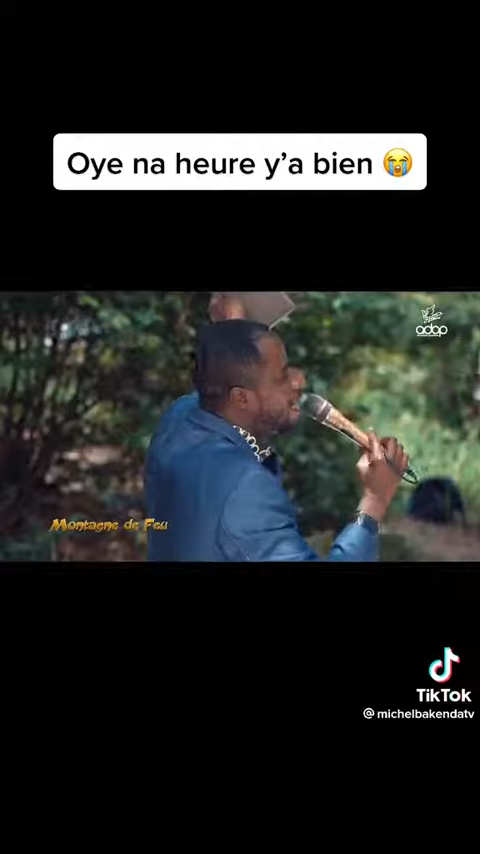 Oye na heure y’a bien 😭
adap
Montagne de Feu
TikTok
@michelbakendatv